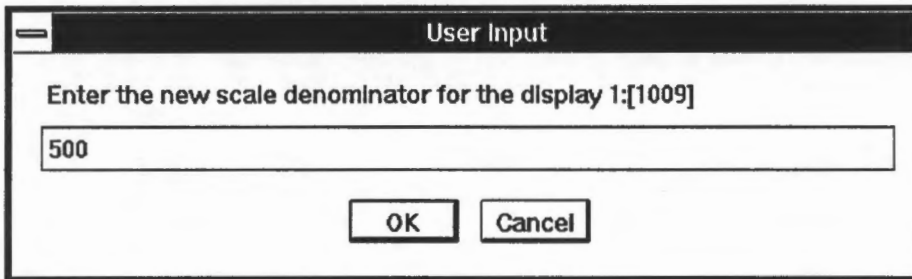 User Input
Enter the new scale denominator for the display 1:[1009]
500
OK Cancel